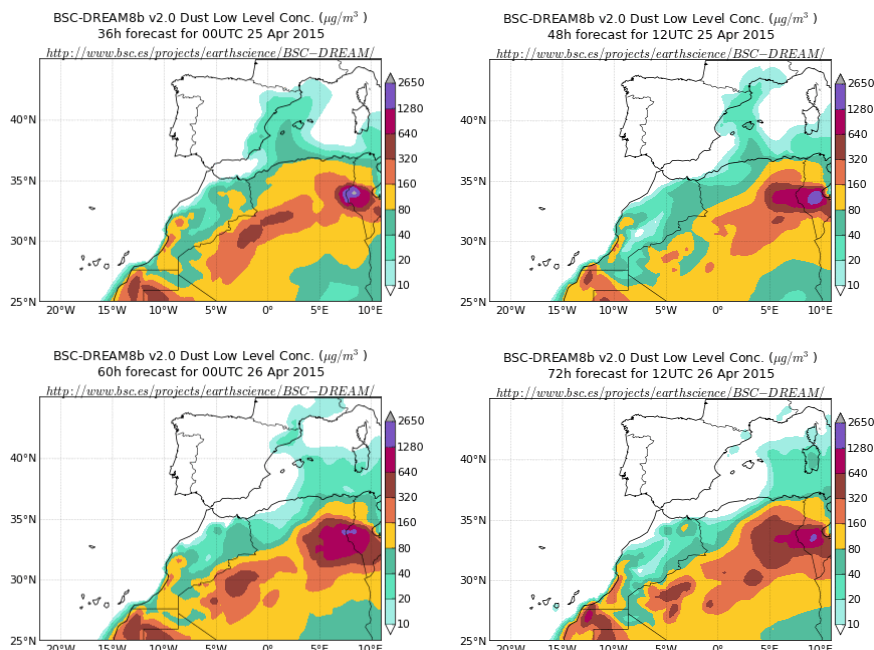 BSC-DREAM8b v2.0 Dust Low Level Conc. (μg/m³ )
36h forecast for 00UTC 25 Apr 2015
http://www.bsc.es/projects/earthscience/BSC−DREAM/
40°N
35°N
30°N
25°N
20°W 15°W 10°W 5°W 0° 5°E 10°E
2650
1280
640
320
160
80
40
20
10
BSC-DREAM8b v2.0 Dust Low Level Conc. (μg/m³ )
48h forecast for 12UTC 25 Apr 2015
http://www.bsc.es/projects/earthscience/BSC−DREAM/
40°N
35°N
30°N
25°N
20°W 15°W 10°W 5°W 0° 5°E 10°E
2650
1280
640
320
160
80
40
20
10
BSC-DREAM8b v2.0 Dust Low Level Conc. (μg/m³ )
60h forecast for 00UTC 26 Apr 2015
http://www.bsc.es/projects/earthscience/BSC−DREAM/
40°N
35°N
30°N
25°N
20°W 15°W 10°W 5°W 0° 5°E 10°E
2650
1280
640
320
160
80
40
20
10
BSC-DREAM8b v2.0 Dust Low Level Conc. (μg/m³ )
72h forecast for 12UTC 26 Apr 2015
http://www.bsc.es/projects/earthscience/BSC−DREAM/
40°N
35°N
30°N
25°N
20°W 15°W 10°W 5°W 0° 5°E 10°E
2650
1280
640
320
160
80
40
20
10